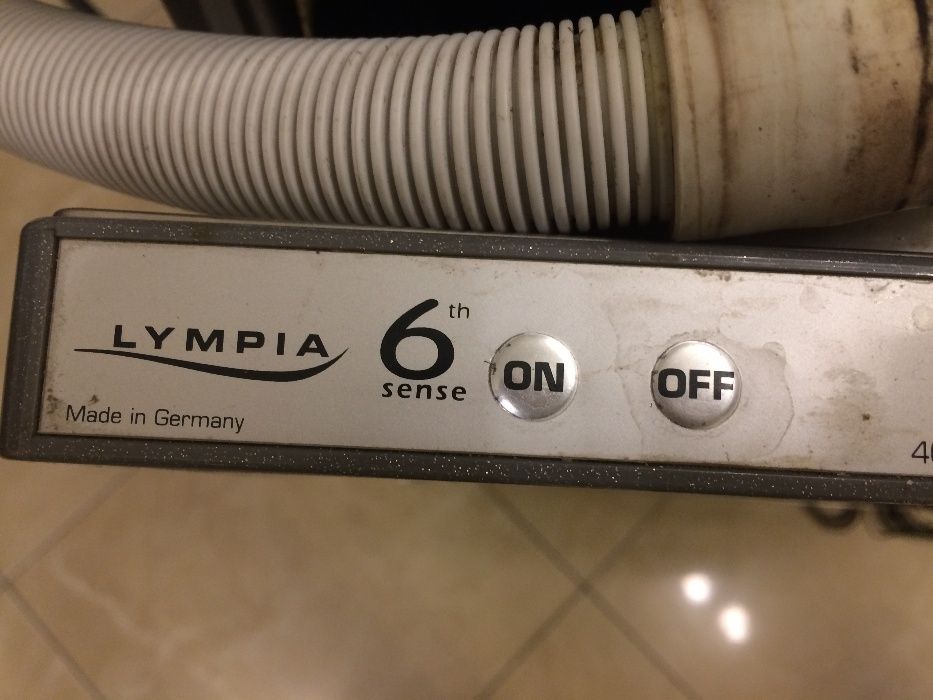 LYMPIA
6th
sense
ON
OFF
Made in Germany